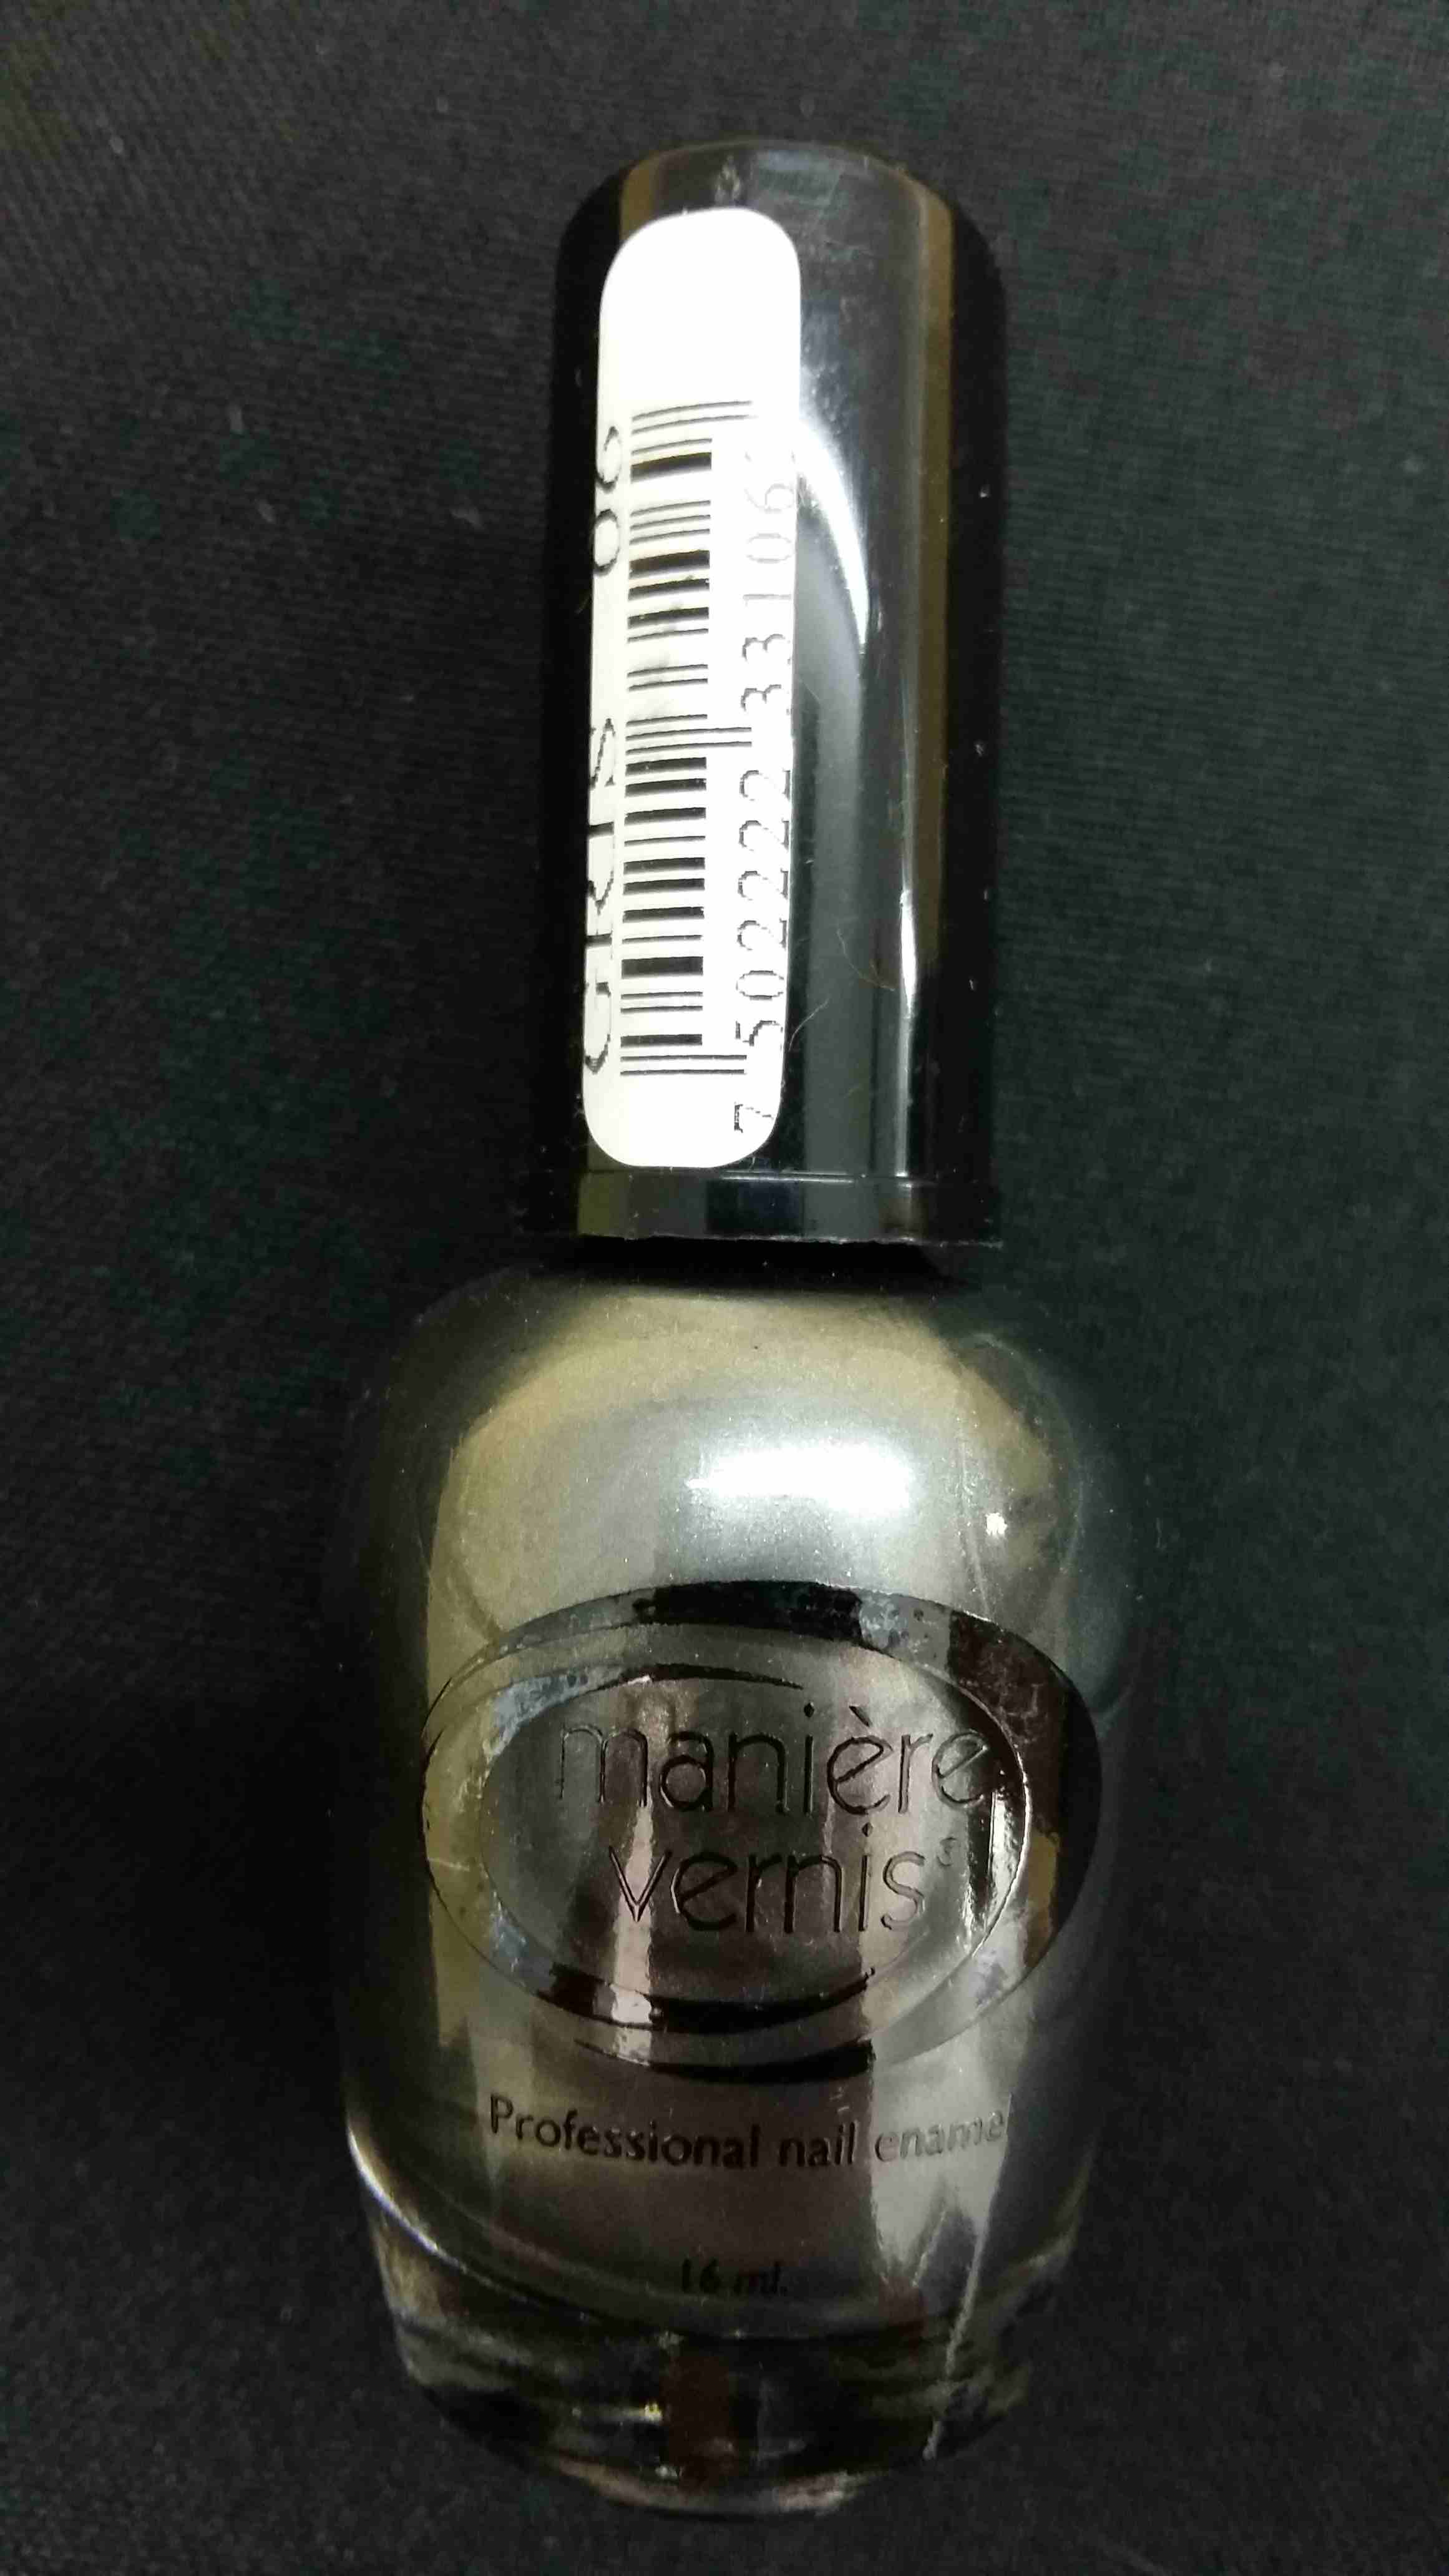 GRIS 06
7 502222 33106
manière
vernis
Professional nail enamel
16 ml.